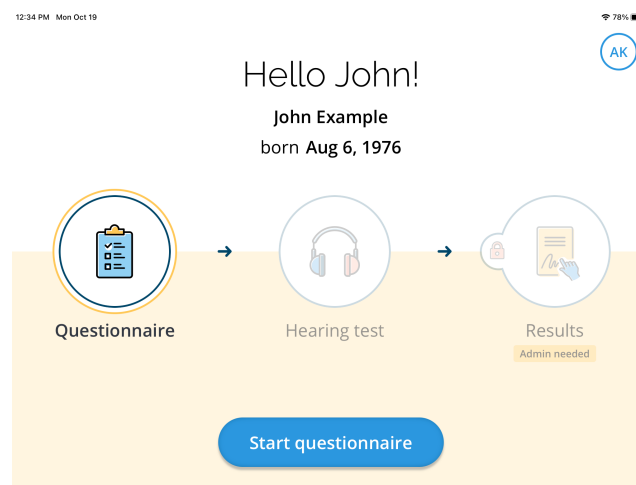 12:34 PM Mon Oct 19
78%
AK
Hello John!
John Example
born Aug 6, 1976
Questionnaire
Hearing test
Results
Admin needed
Start questionnaire